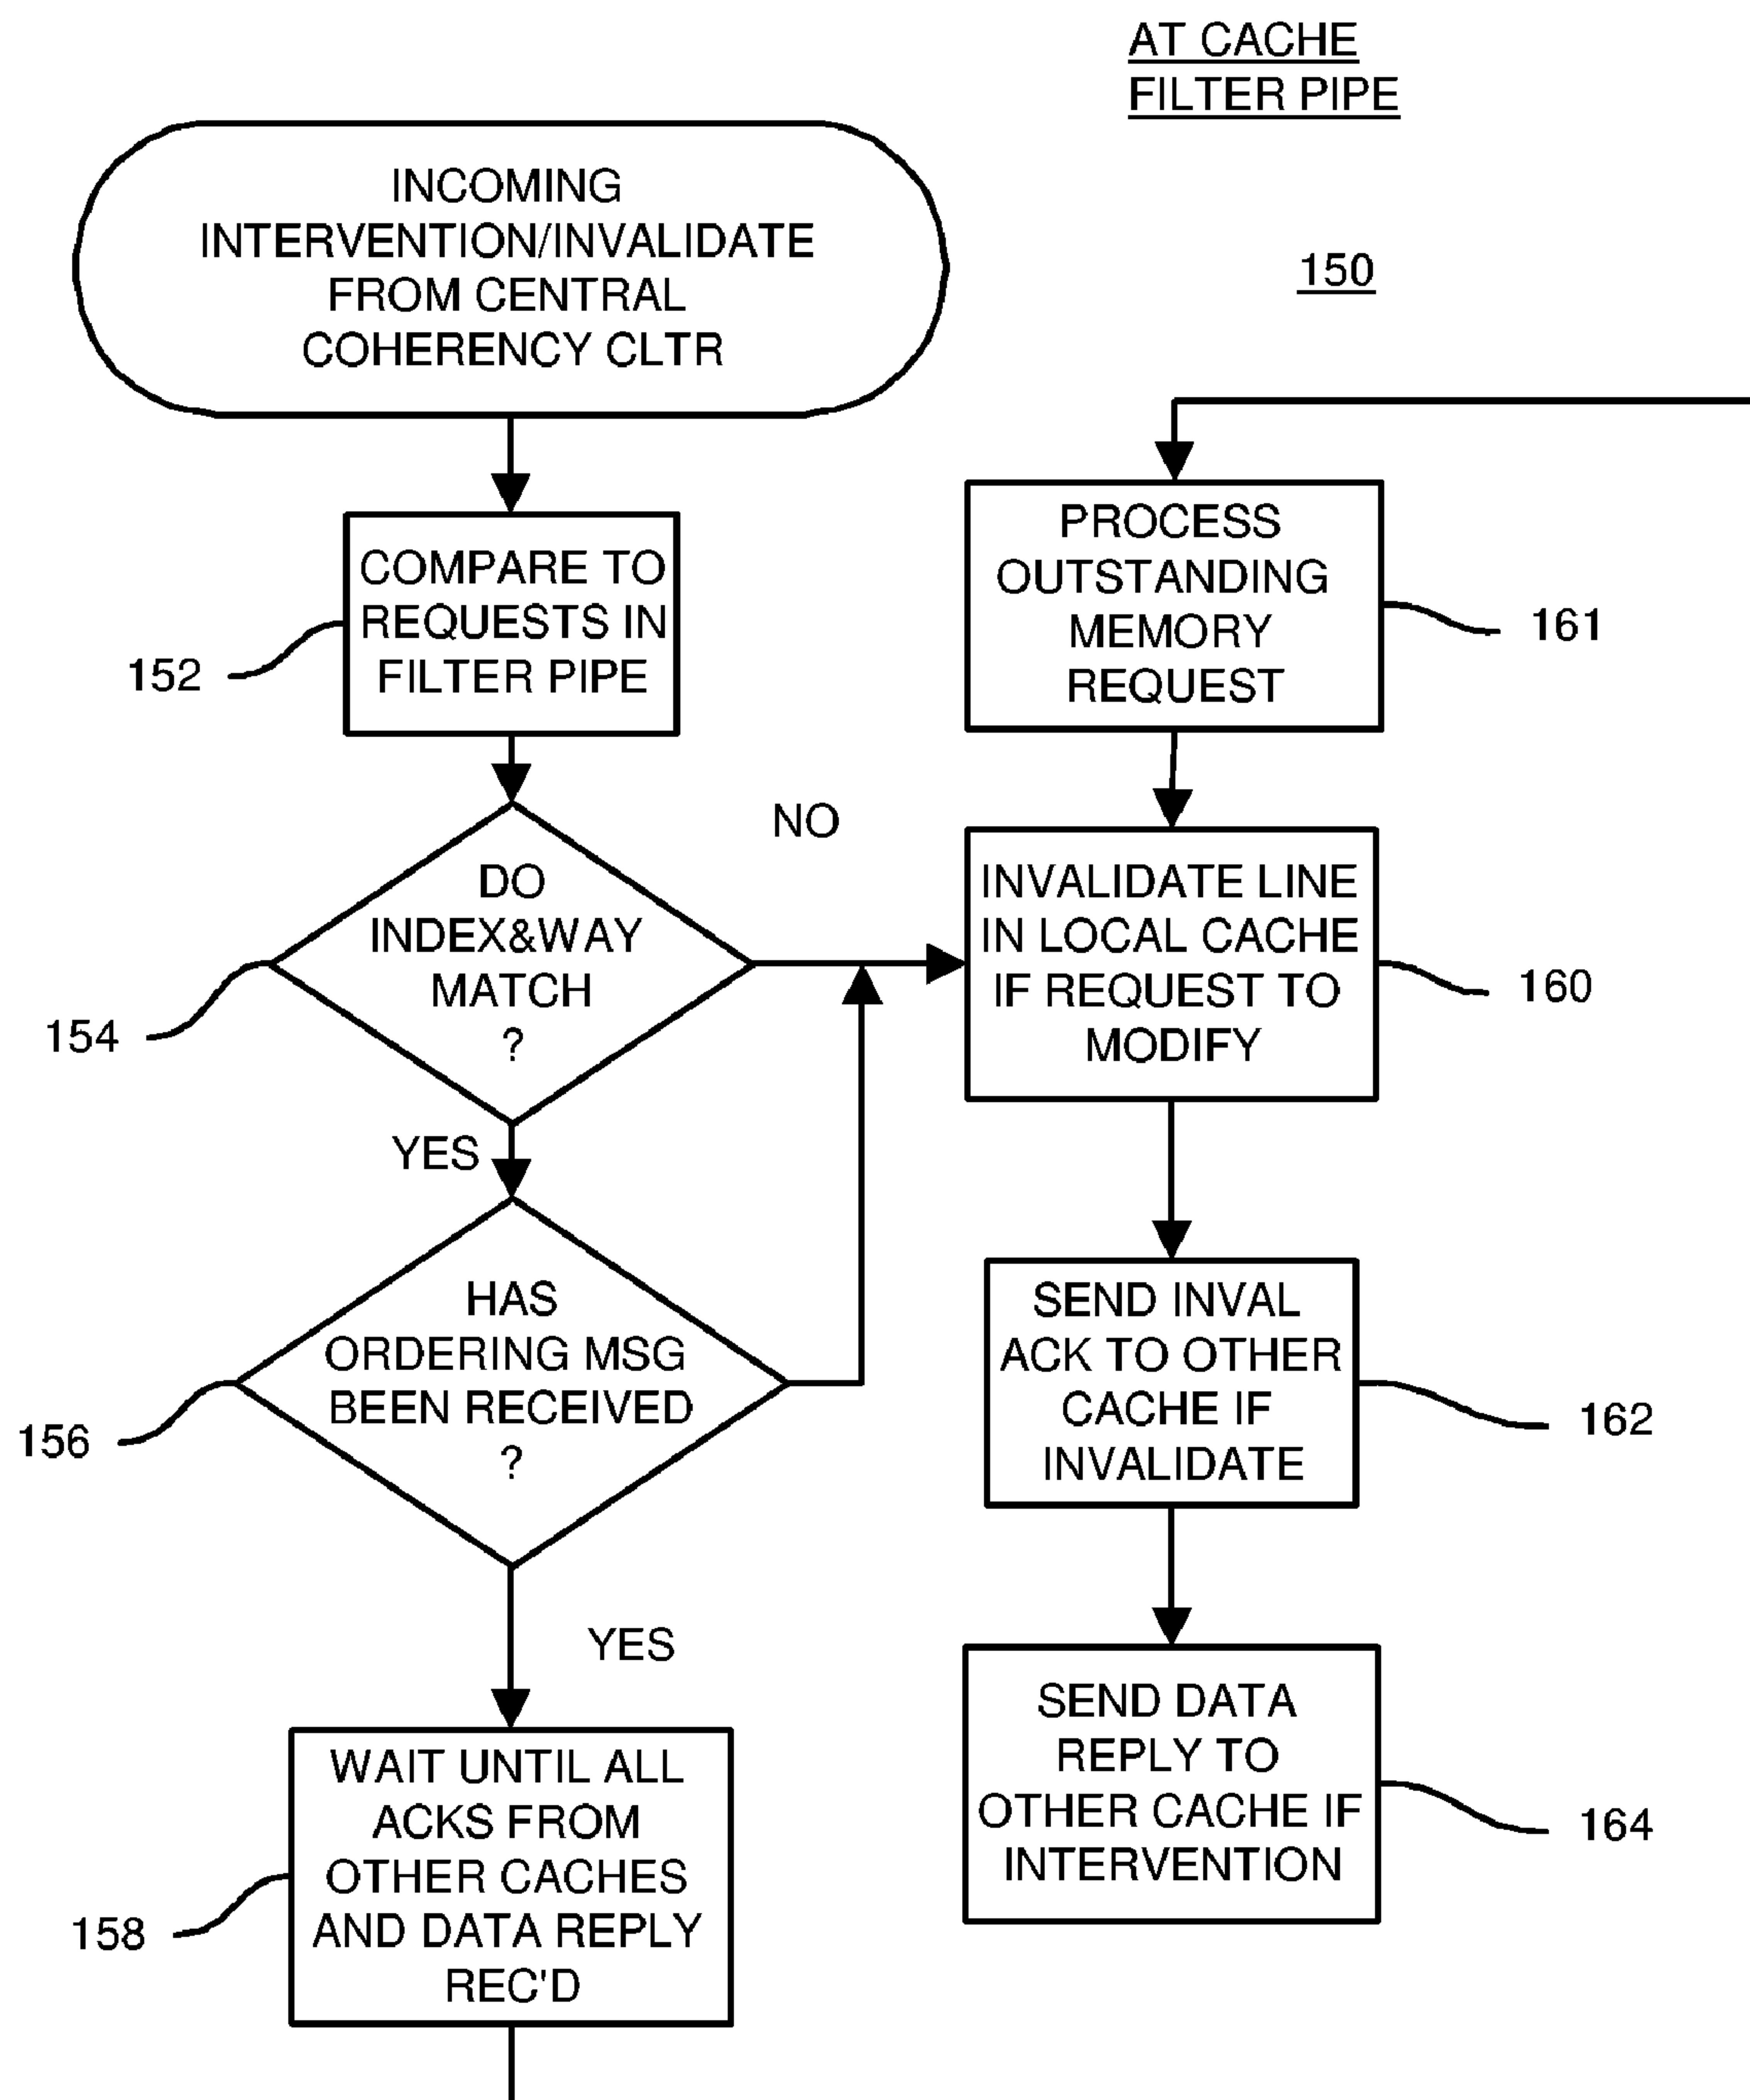 AT CACHE
FILTER PIPE
150
INCOMING
INTERVENTION/INVALIDATE
FROM CENTRAL
COHERENCY CLTR
COMPARE TO
REQUESTS IN
FILTER PIPE
152
DO
INDEX&WAY
MATCH
?
154
NO
YES
HAS
ORDERING MSG
BEEN RECEIVED
?
156
YES
WAIT UNTIL ALL
ACKS FROM
OTHER CACHES
AND DATA REPLY
REC'D
158
PROCESS
OUTSTANDING
MEMORY
REQUEST
161
INVALIDATE LINE
IN LOCAL CACHE
IF REQUEST TO
MODIFY
160
SEND INVAL
ACK TO OTHER
CACHE IF
INVALIDATE
162
SEND DATA
REPLY TO
OTHER CACHE IF
INTERVENTION
164